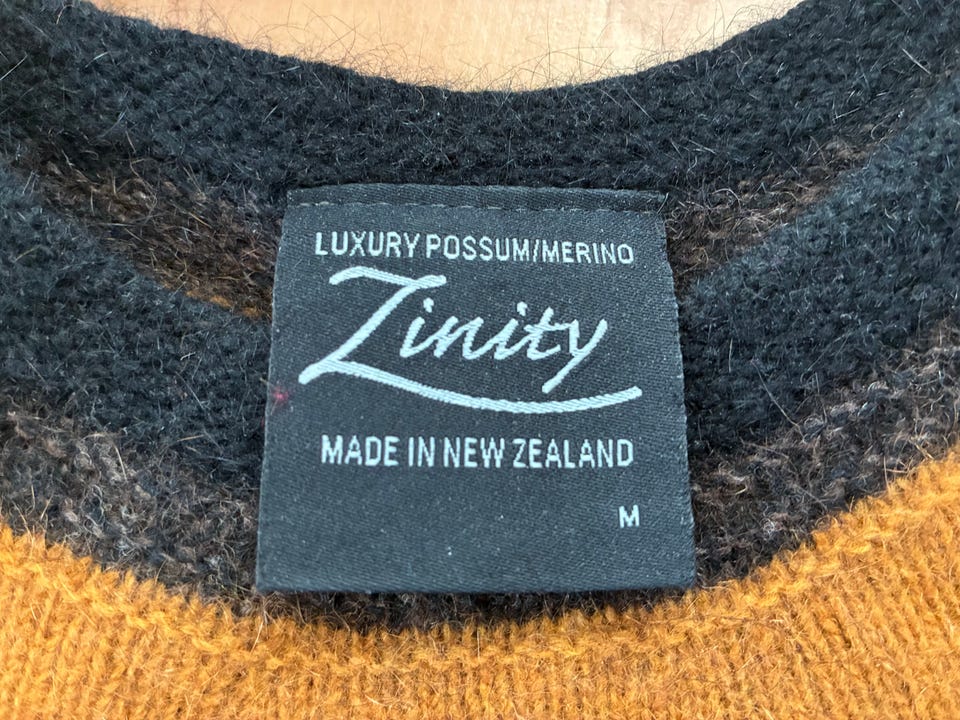 LUXURY POSSUM/MERINO
Zinity
MADE IN NEW ZEALAND
M